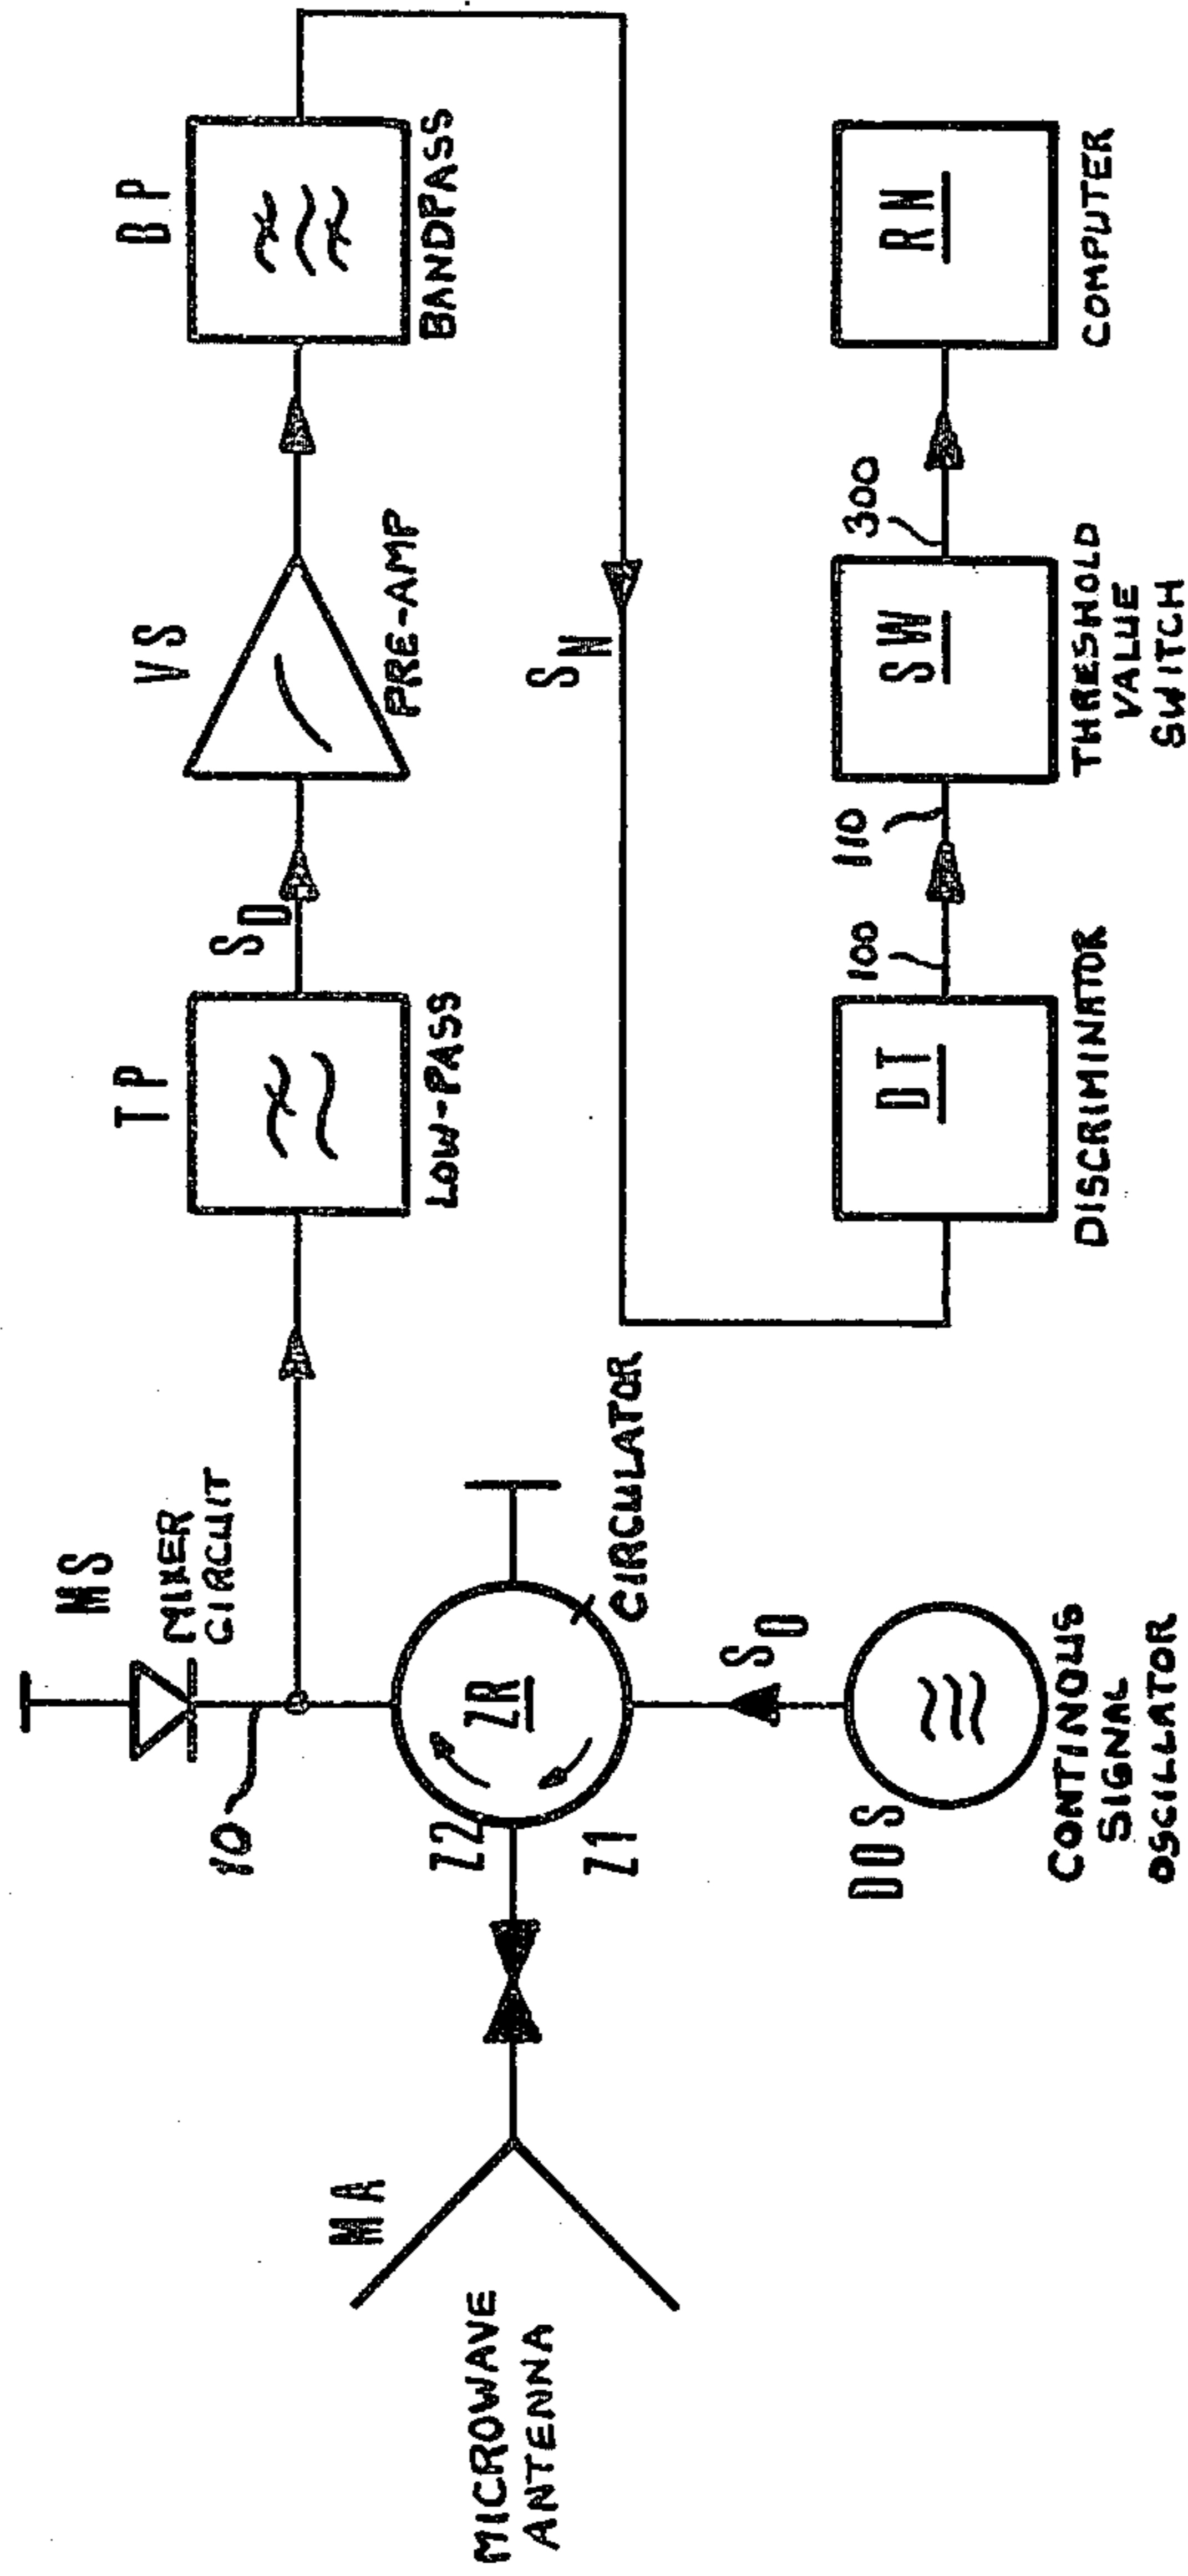 MICROWAVE
ANTENNA
MA
MS
MIXER
CIRCUIT
10
Z2
Z1
ZR
CIRCULATOR
S0
DOS
CONTINOUS
SIGNAL
OSCILLATOR
TP
LOW-PASS
SD
VS
PRE-AMP
BP
BANDPASS
SN
DT
DISCRIMINATOR
100
110
SW
THRESHOLD
VALUE
SWITCH
300
RN
COMPUTER